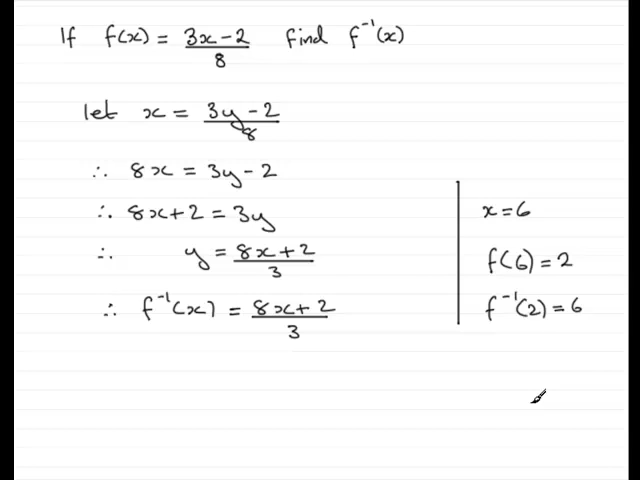 If f(x) = 3x-2/8 find f⁻¹(x)
let x = 3y-2/8
∴ 8x = 3y-2
∴ 8x+2 = 3y
∴ y = 8x+2/3
∴ f⁻¹(x) = 8x+2/3
x=6
f(6)=2
f⁻¹(2)=6